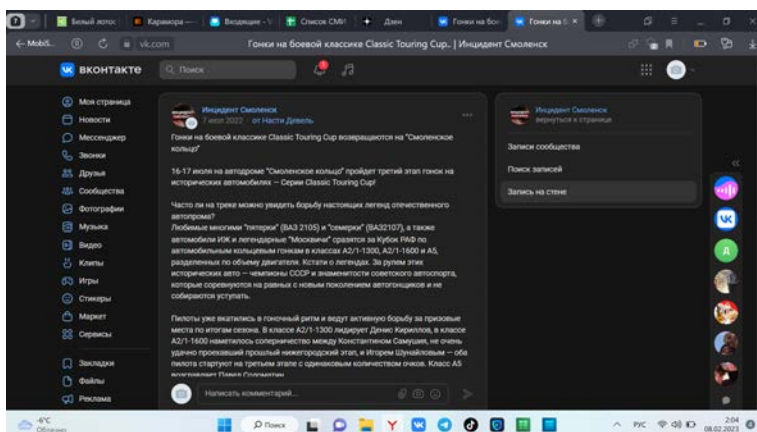 Белый лотос
Карамора —
Входящие - V
Список СМИ
Дзен
Гонки на бое
Гонки на б
vk.com
Гонки на боевой классике Classic Touring Cup.. | Инцидент Смоленск
вконтакте
Поиск
Моя страница
Новости
Мессенджер
Звонки
Друзья
Сообщества
Фотографии
Музыка
Видео
Клипы
Игры
Стикеры
Маркет
Сервисы
Закладки
Файлы
Реклама
Инцидент Смоленск
7 июл 2022 · от Насти Девель
Гонки на боевой классике Classic Touring Cup возвращаются на "Смоленское
кольцо"
16-17 июля на автодроме "Смоленское кольцо" пройдет третий этап гонок на
исторических автомобилях — Серии Classic Touring Cup!
Часто ли на треке можно увидеть борьбу настоящих легенд отечественного
автопрома?
Любимые многими "пятерки" (ВАЗ 2105) и "семерки" (ВАЗ2107), а также
автомобили ИЖ и легендарные "Москвичи" сразятся за Кубок РАФ по
автомобильным кольцевым гонкам в классах А2/1-1300, А2/1-1600 и А5,
разделенных по объему двигателя. Кстати о легендах. За рулем этих
исторических авто — чемпионы СССР и знаменитости советского автоспорта,
которые соревнуются на равных с новым поколением автогонщиков и не
собираются уступать.
Пилоты уже вкатились в гоночный ритм и ведут активную борьбу за призовые
места по итогам сезона. В классе А2/1-1300 лидирует Денис Кириллов, в классе
А2/1-1600 наметилось соперничество между Константином Самушия, не очень
удачно проехавший прошлый нижегородский этап, и Игорем Шунайловым — оба
пилота стартуют на третьем этапе с одинаковым количеством очков. Класс А5
возглавляет Павел Соломатин
Написать комментарий...
Инцидент Смоленск
вернуться к странице
Записи сообщества
Поиск записей
Запись на стене
Д
-6°C
Облачно
Поиск
РУС
2:04
08.02.2023